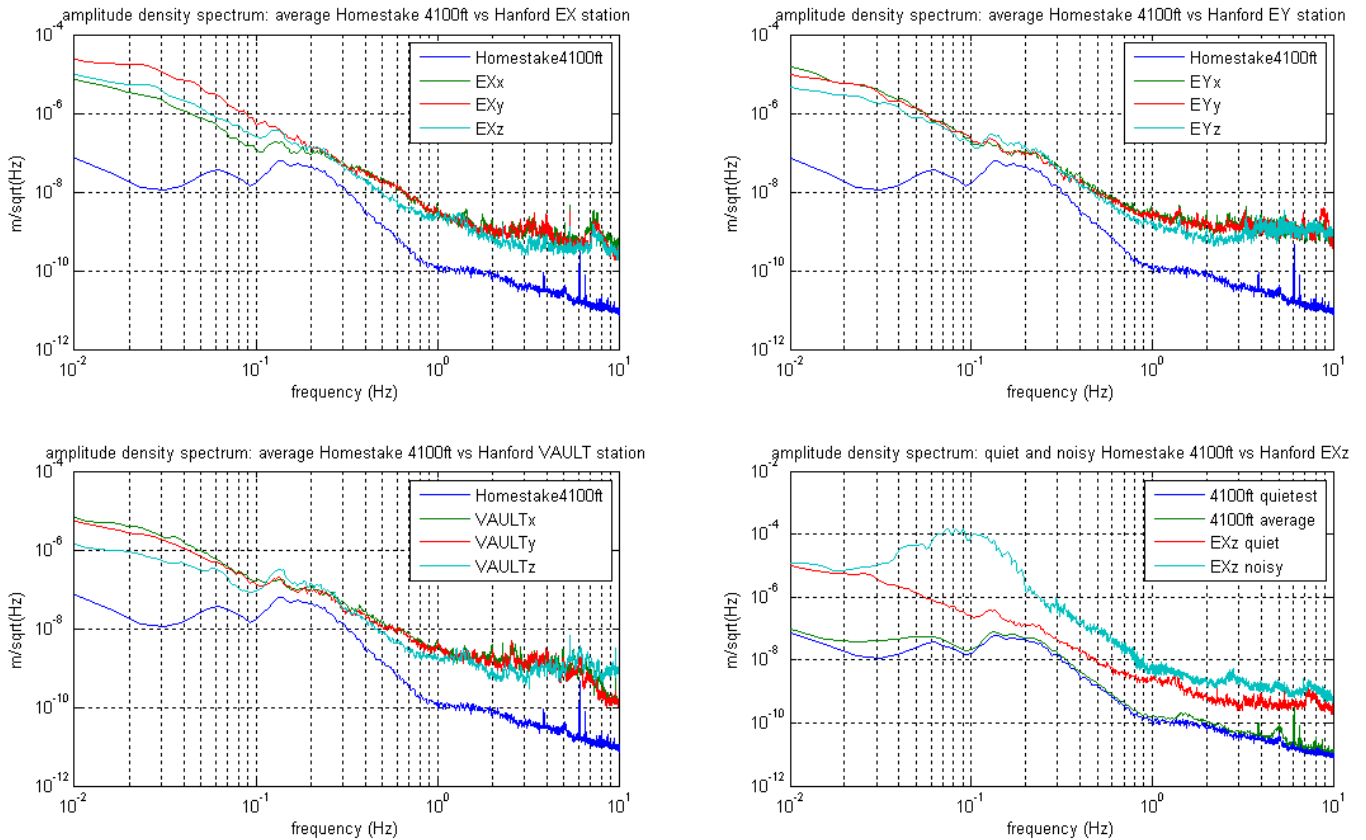 amplitude density spectrum: average Homestake 4100ft vs Hanford EX station
10^-4
10^-6
10^-8
10^-10
10^-12
m/sqrt(Hz)
Homestake4100ft
EXx
EXy
EXz
10^-2
10^-1
10^0
10^1
frequency (Hz)
amplitude density spectrum: average Homestake 4100ft vs Hanford EY station
10^-4
10^-6
10^-8
10^-10
10^-12
m/sqrt(Hz)
Homestake4100ft
EYx
EYy
EYz
10^-2
10^-1
10^0
10^1
frequency (Hz)
amplitude density spectrum: average Homestake 4100ft vs Hanford VAULT station
10^-4
10^-6
10^-8
10^-10
10^-12
m/sqrt(Hz)
Homestake4100ft
VAULTx
VAULTy
VAULTz
10^-2
10^-1
10^0
10^1
frequency (Hz)
amplitude density spectrum: quiet and noisy Homestake 4100ft vs Hanford EXz
10^-2
10^-4
10^-6
10^-8
10^-10
10^-12
m/sqrt(Hz)
4100ft quietest
4100ft average
EXz quiet
EXz noisy
10^-2
10^-1
10^0
10^1
frequency (Hz)